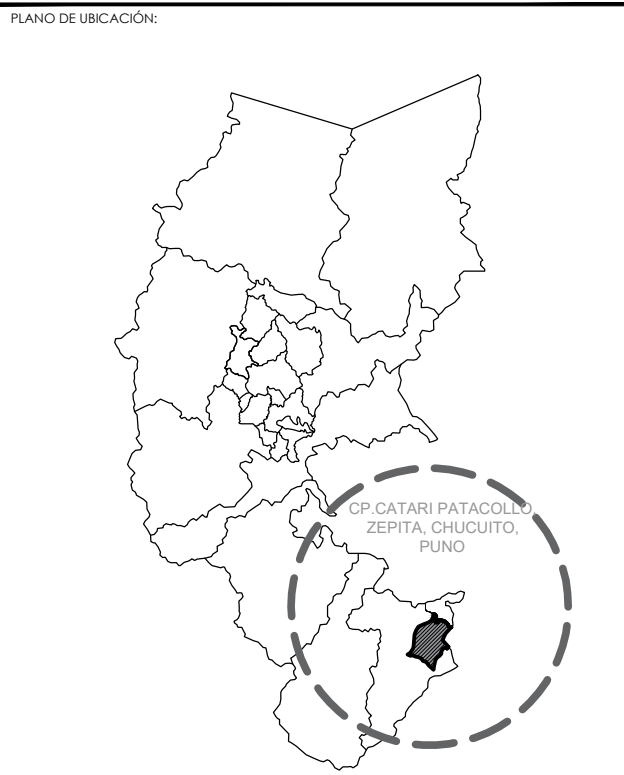 PLANO DE UBICACIÓN:
CP.CATARI PATACOLLO,
ZEPITA, CHUCUITO,
PUNO